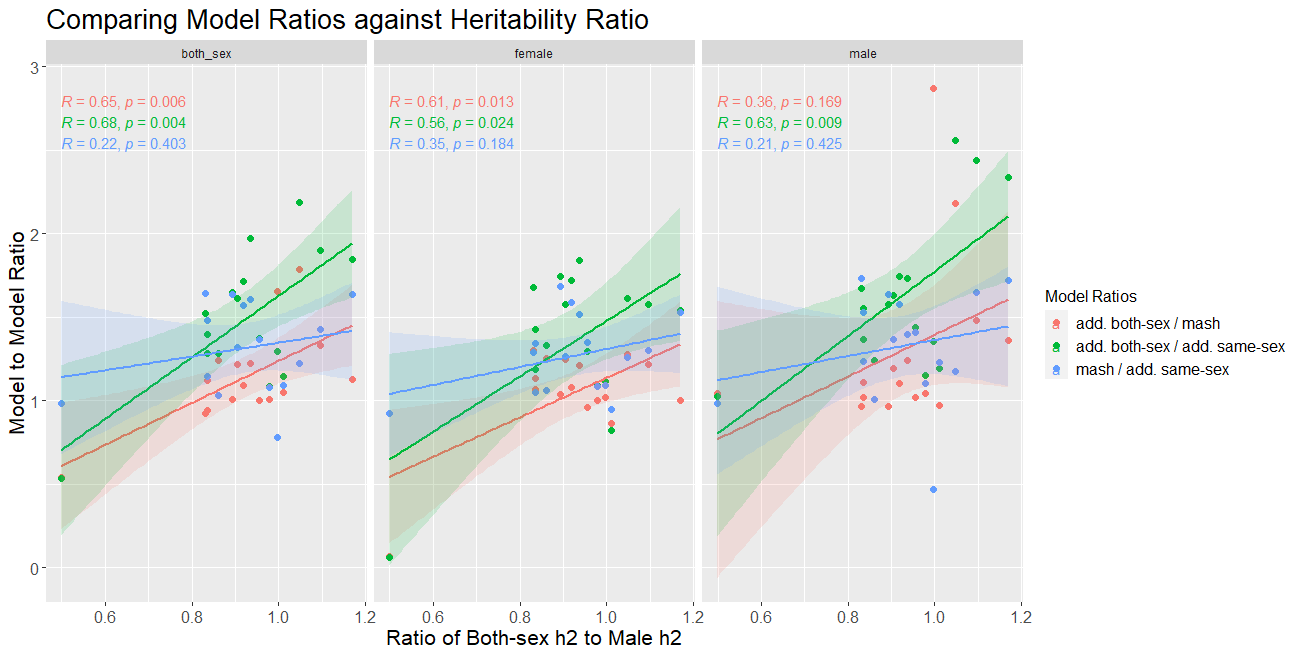 Comparing Model Ratios against Heritability Ratio
both_sex
female
male
R = 0.65, p = 0.006
R = 0.68, p = 0.004
R = 0.22, p = 0.403
R = 0.61, p = 0.013
R = 0.56, p = 0.024
R = 0.35, p = 0.184
R = 0.36, p = 0.169
R = 0.63, p = 0.009
R = 0.21, p = 0.425
3
2
1
0
Model to Model Ratio
0.6 0.8 1.0 1.2
0.6 0.8 1.0 1.2
0.6 0.8 1.0 1.2
Ratio of Both-sex h2 to Male h2
Model Ratios
a add. both-sex / mash
a add. both-sex / add. same-sex
a mash / add. same-sex